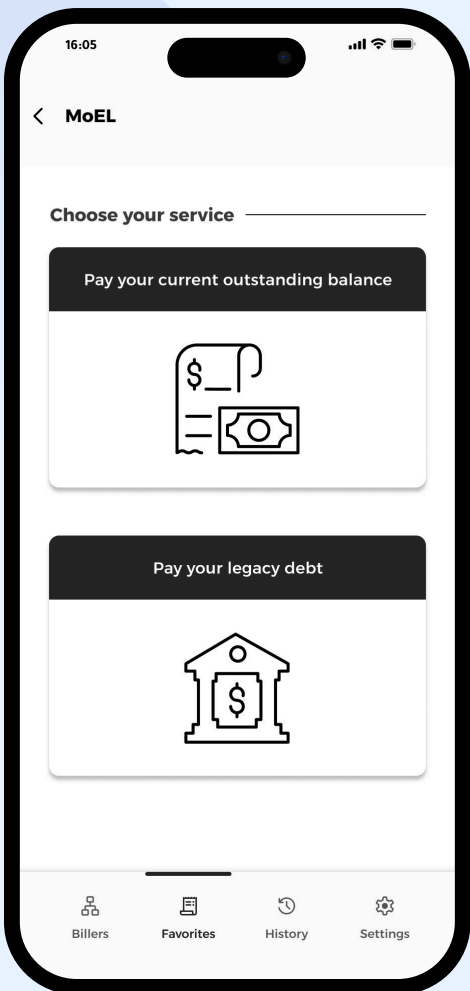 16:05
MoEL
Choose your service
Pay your current outstanding balance
$
Pay your legacy debt
$
Billers
Favorites
History
Settings